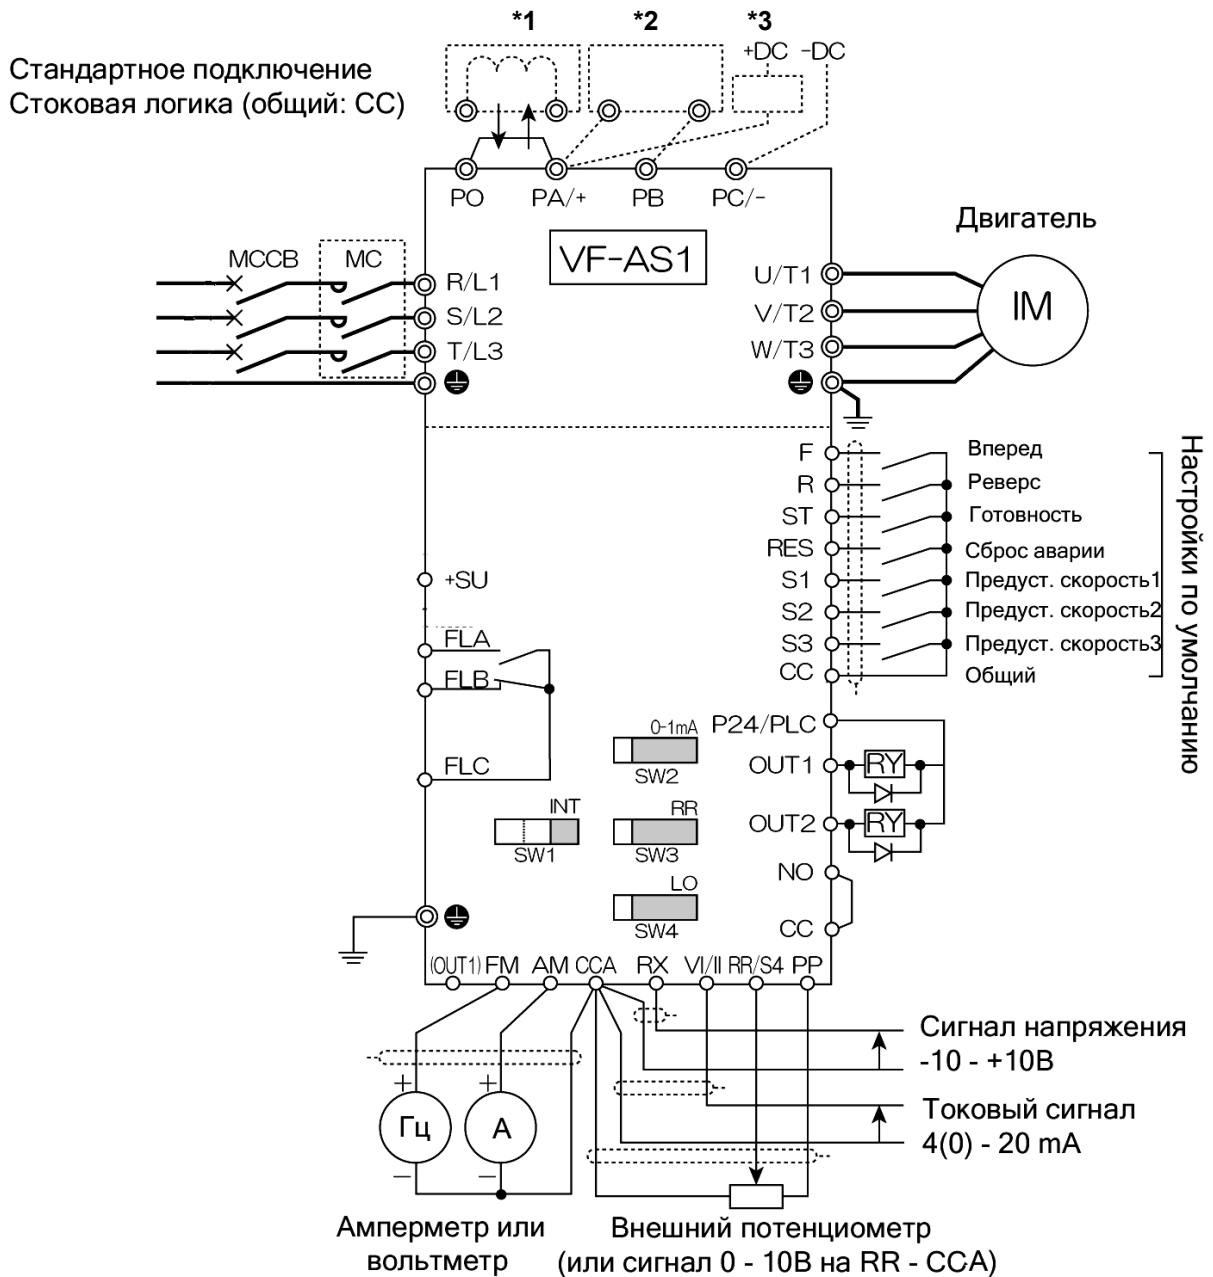 *1 *2 *3
+DC -DC
Стандартное подключение
Стоковая логика (общий: CC)
PO PA/+ PB PC/-
VF-AS1
Двигатель
MCCB MC
R/L1
S/L2
T/L3
U/T1
V/T2
W/T3
IM
F Вперед
R Реверс
ST Готовность
RES Сброс аварии
S1 Предуст. скорость1
S2 Предуст. скорость2
S3 Предуст. скорость3
CC Общий
Настройки по умолчанию
+SU
FLA
FLB
FLC
P24/PLC
OUT1 RY
OUT2 RY
NO
CC
0-1mA
SW2
INT
SW1
RR
SW3
LO
SW4
(OUT1) FM AM CCA RX VI/II RR/S4 PP
Сигнал напряжения
-10 - +10В
Токовый сигнал
4(0) - 20 mA
+ +
Гц А
− −
Амперметр или
вольтметр
Внешний потенциометр
(или сигнал 0 - 10В на RR - CCA)